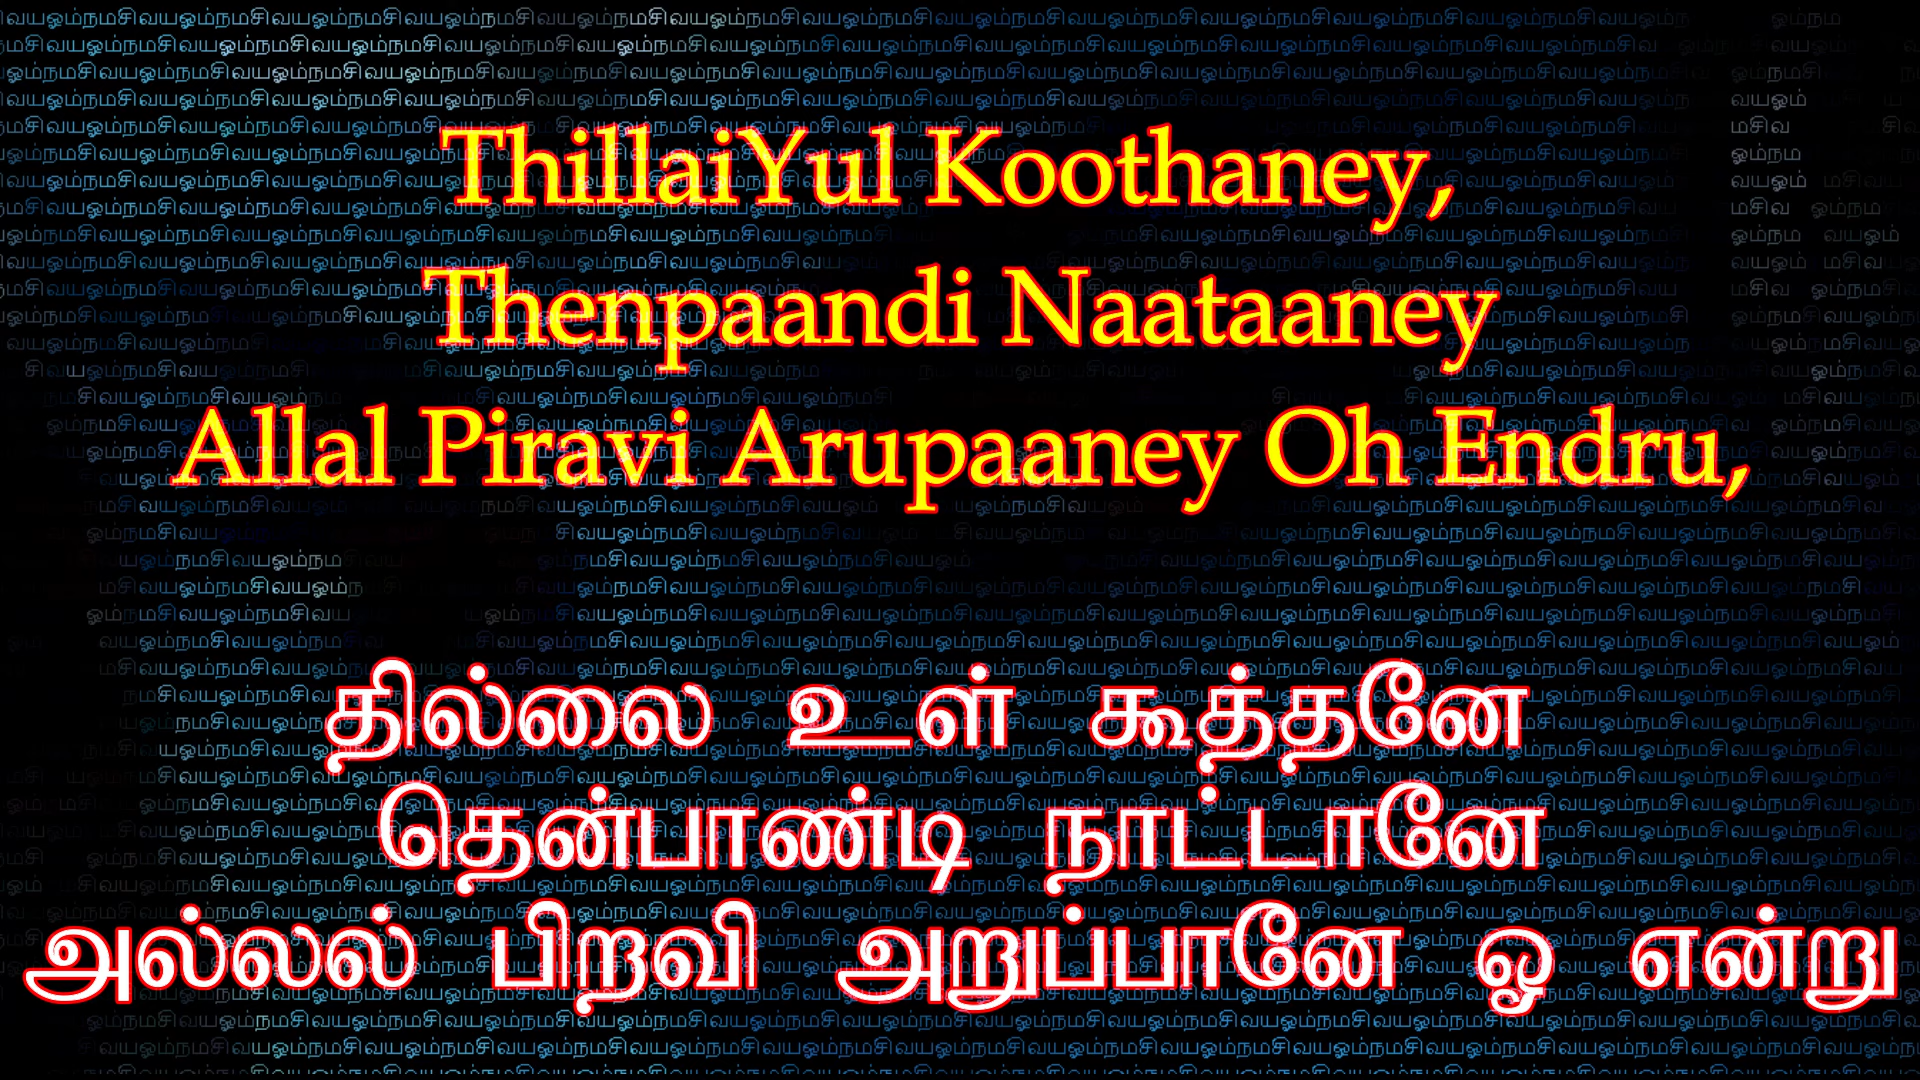 ThillaiYul Koothaney,
Thenpaandi Naataaney
Allal Piravi Arupaaney Oh Endru,
தில்லை உள் கூத்தனே
தென்பாண்டி நாட்டானே
அல்லல் பிறவி அறுப்பானே ஓ என்று